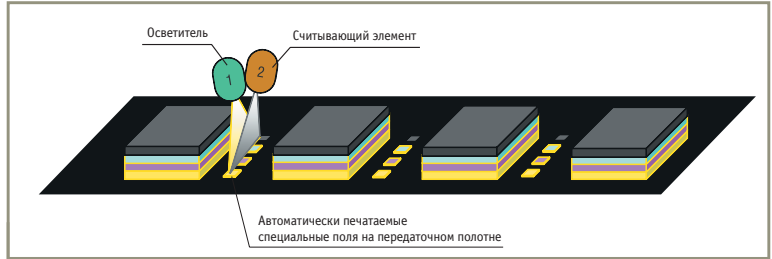 Осветитель
Считывающий элемент
1
2
Автоматически печатаемые
специальные поля на передаточном полотне